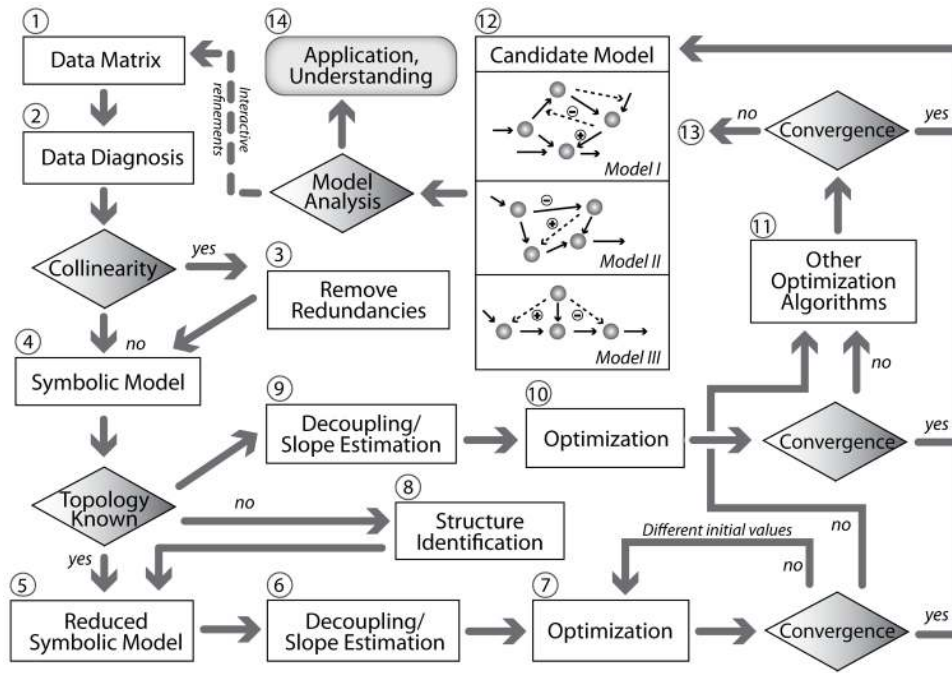 ①
Data Matrix
②
Data Diagnosis
Collinearity
yes
no
③
Remove
Redundancies
④
Symbolic Model
Topology
Known
yes
no
⑤
Reduced
Symbolic Model
⑥
Decoupling/
Slope Estimation
⑦
Optimization
Different initial values
no
no
Convergence
yes
⑧
Structure
Identification
⑨
Decoupling/
Slope Estimation
⑩
Optimization
Convergence
yes
no
⑪
Other
Optimization
Algorithms
Convergence
yes
no
⑬
⑫
Candidate Model
⊖
⊕
Model I
⊖
⊕
Model II
⊕
⊖
Model III
Model
Analysis
Interactive
refinements
⑭
Application,
Understanding